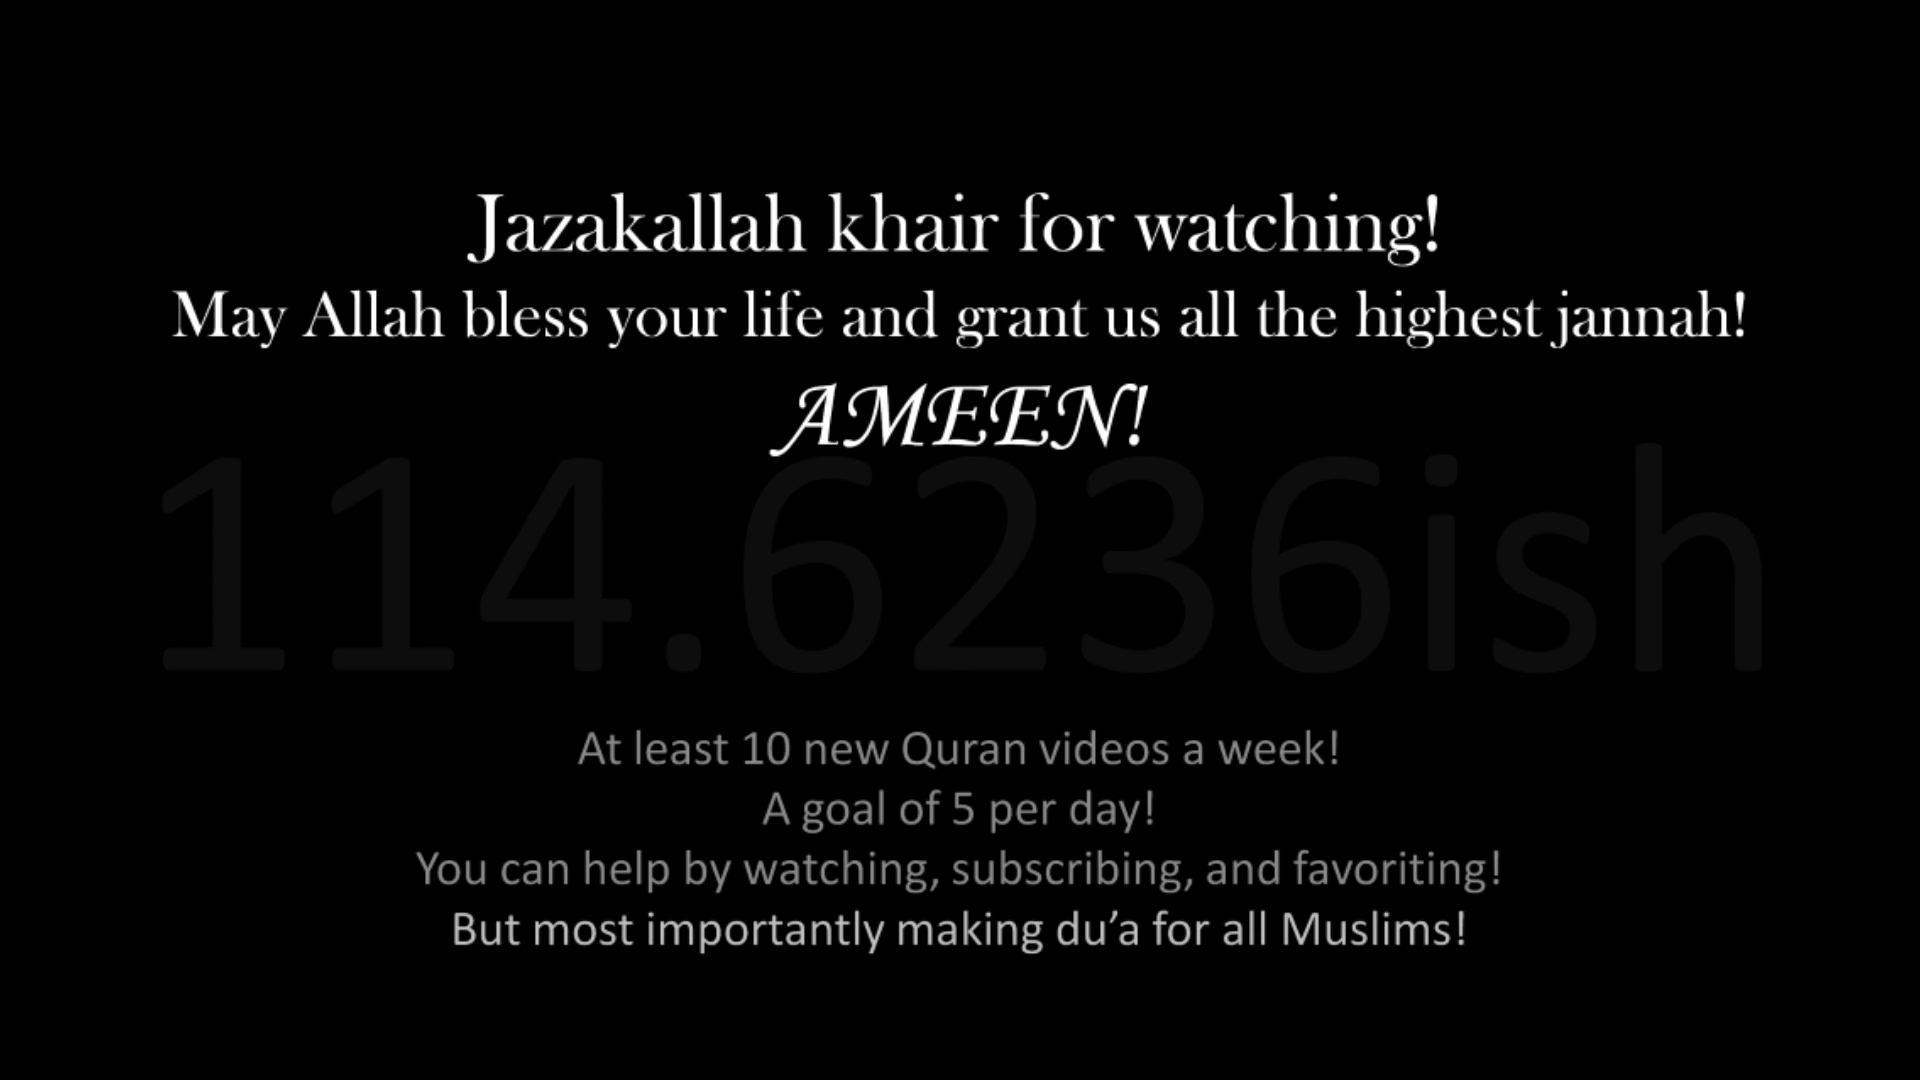 Jazakallah khair for watching!
May Allah bless your life and grant us all the highest jannah!
AMEEN!
114.6236ish
At least 10 new Quran videos a week!
A goal of 5 per day!
You can help by watching, subscribing, and favoriting!
But most importantly making du’a for all Muslims!